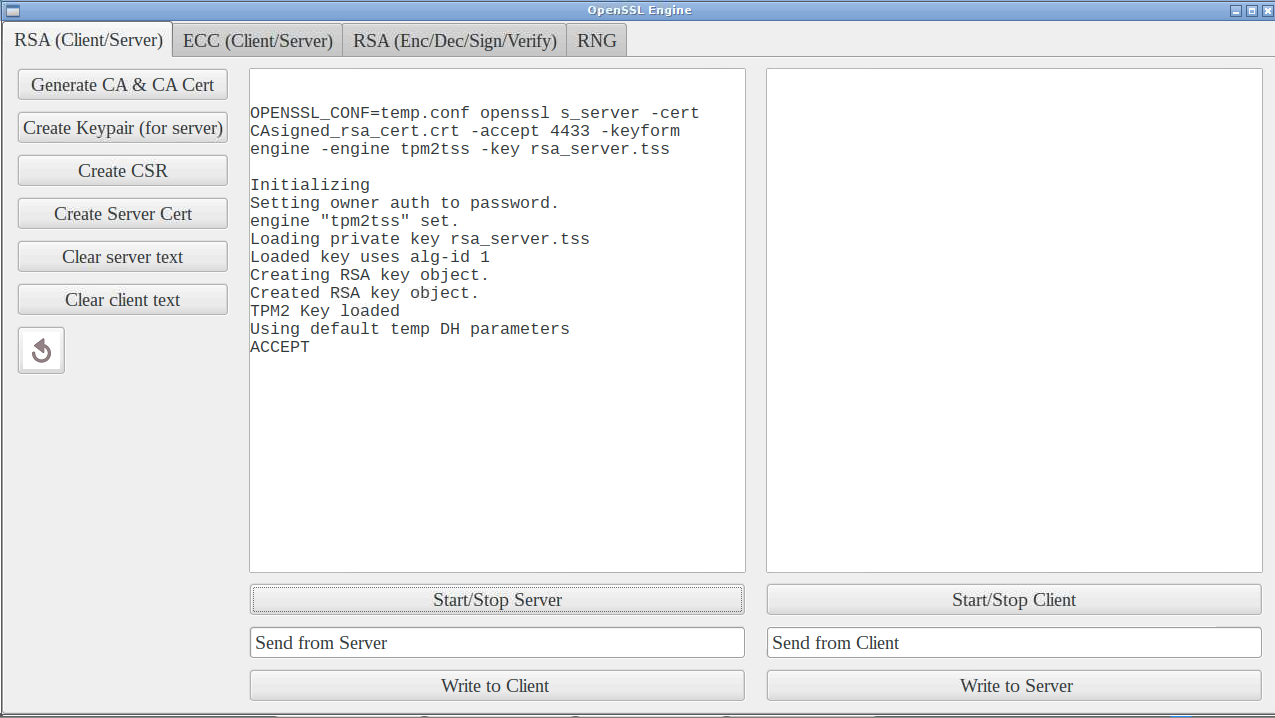 OpenSSL Engine
RSA (Client/Server)
ECC (Client/Server)
RSA (Enc/Dec/Sign/Verify)
RNG
Generate CA & CA Cert
Create Keypair (for server)
Create CSR
Create Server Cert
Clear server text
Clear client text
OPENSSL_CONF=temp.conf openssl s_server -cert
CAsigned_rsa_cert.crt -accept 4433 -keyform
engine -engine tpm2tss -key rsa_server.tss
Initializing
Setting owner auth to password.
engine "tpm2tss" set.
Loading private key rsa_server.tss
Loaded key uses alg-id 1
Creating RSA key object.
Created RSA key object.
TPM2 Key loaded
Using default temp DH parameters
ACCEPT
Start/Stop Server
Send from Server
Write to Client
Start/Stop Client
Send from Client
Write to Server